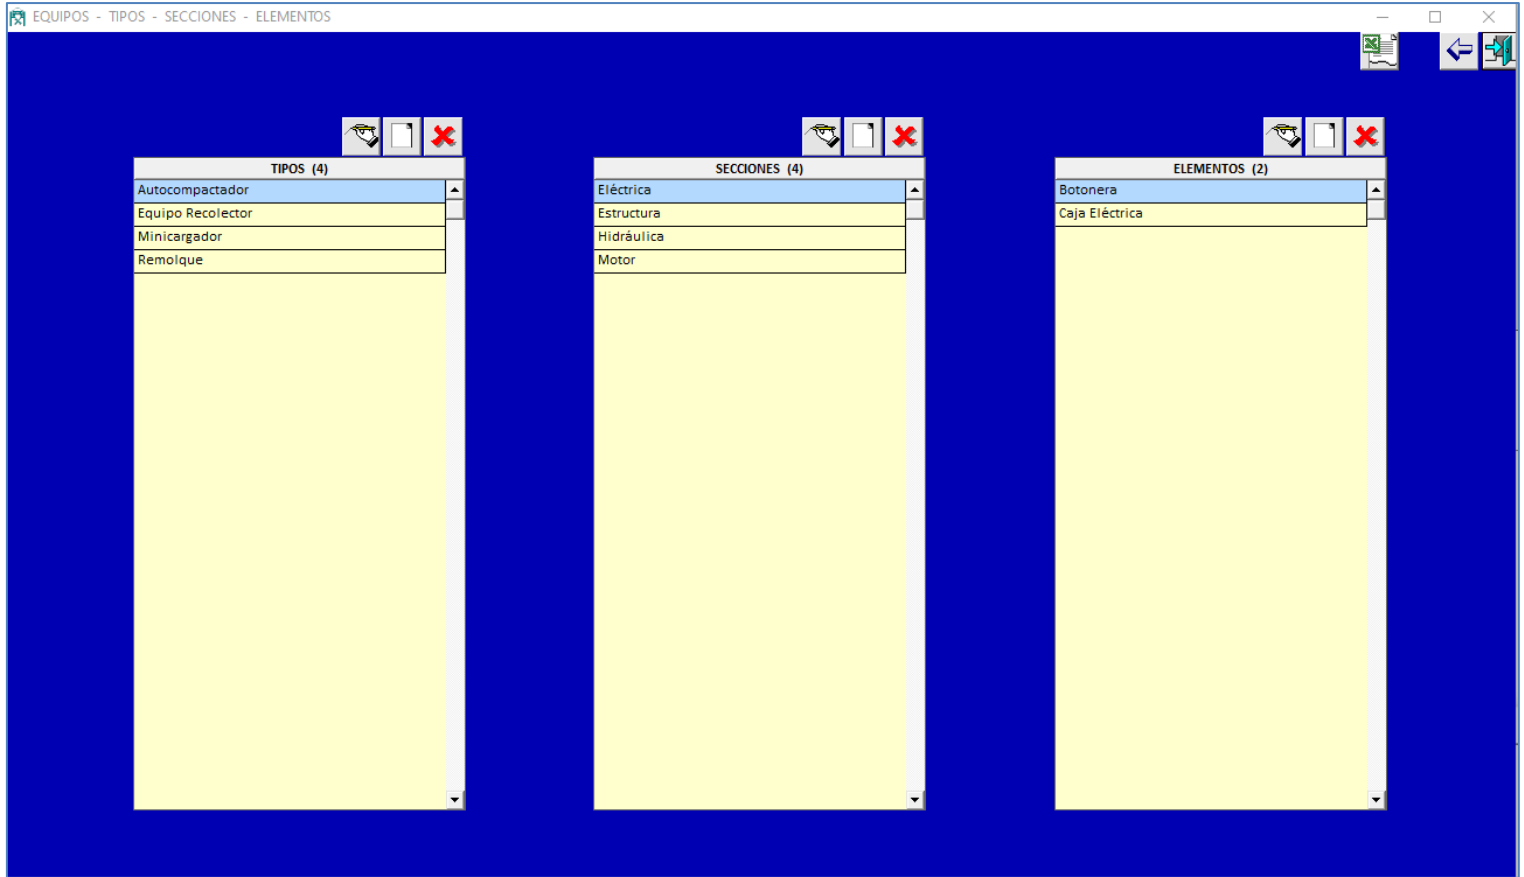 EQUIPOS - TIPOS - SECCIONES - ELEMENTOS
TIPOS (4)
Autocompactador
Equipo Recolector
Minicargador
Remolque
SECCIONES (4)
Eléctrica
Estructura
Hidráulica
Motor
ELEMENTOS (2)
Botonera
Caja Eléctrica